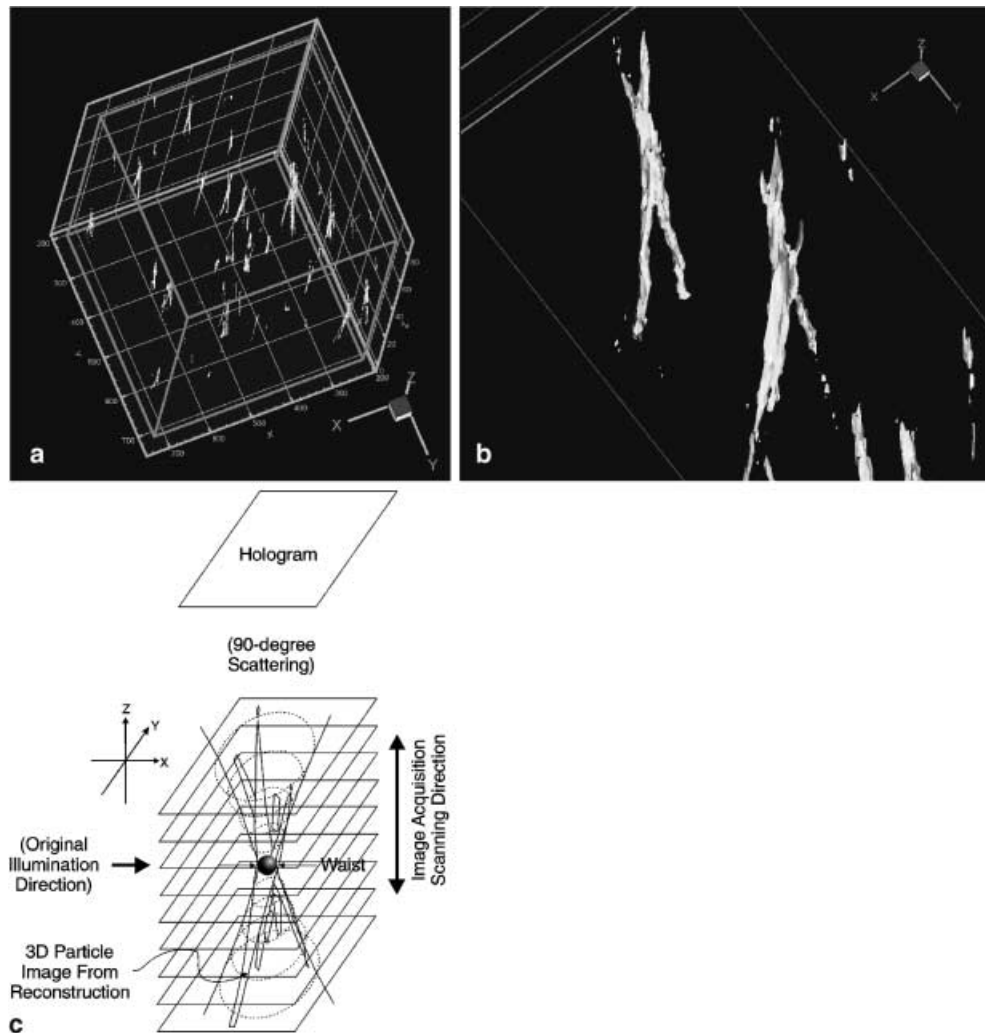 Z
X
Y
a
Z
X
Y
b
Hologram
(90-degree
Scattering)
Z
Y
X
(Original
Illumination
Direction)
Waist
Image Acquisition
Scanning Direction
3D Particle
Image From
Reconstruction
c